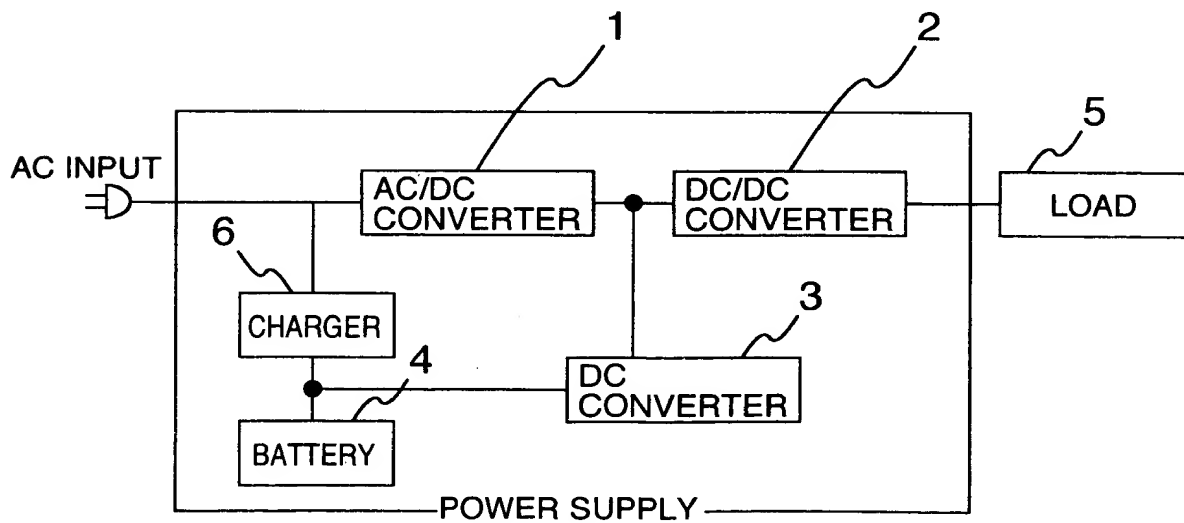 1
2
5
AC INPUT
AC/DC
CONVERTER
DC/DC
CONVERTER
LOAD
6
CHARGER
3
4
DC
CONVERTER
BATTERY
POWER SUPPLY